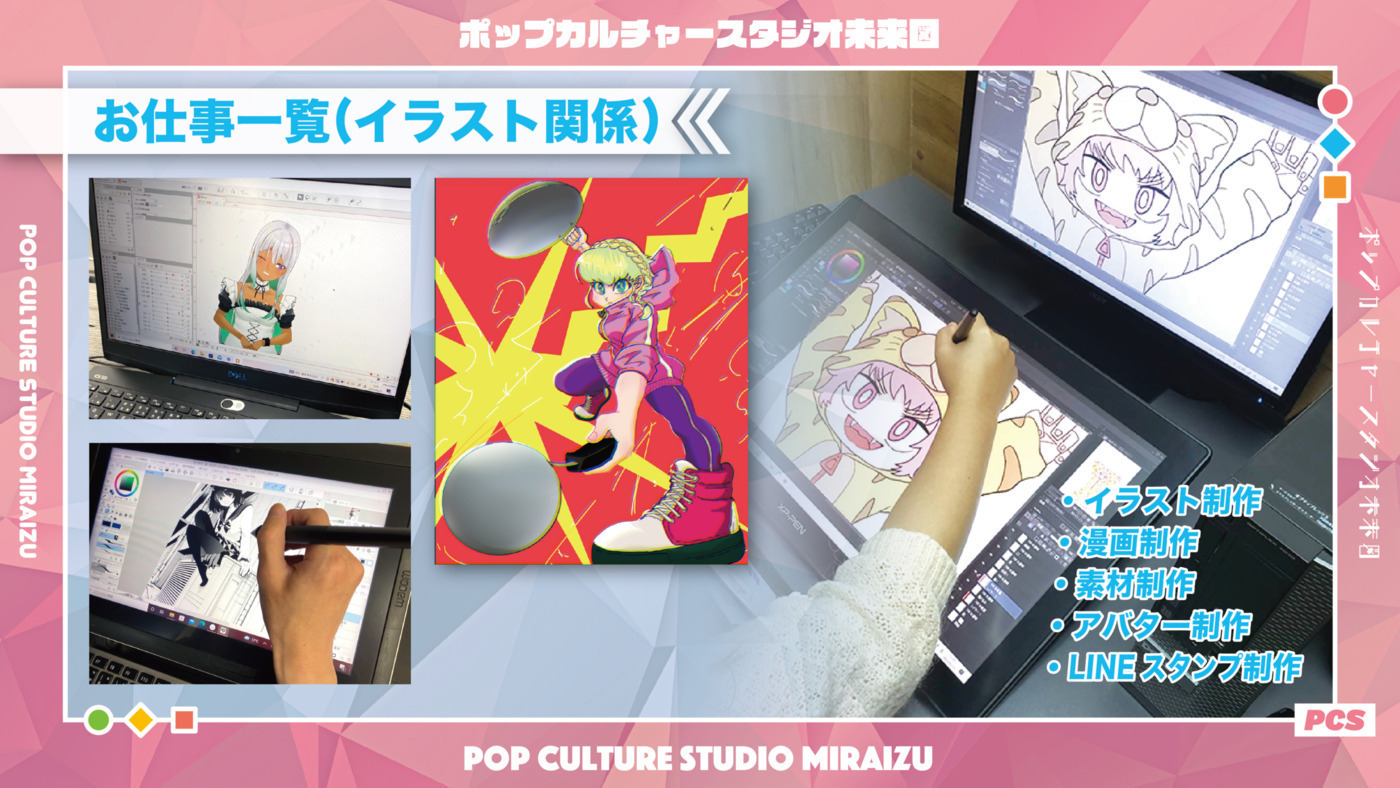 ポップカルチャースタジオ未来図
お仕事一覧(イラスト関係)
POP CULTURE STUDIO MIRAIZU
ポップカルチャースタジオ未来図
DELL
wacom
XPPEN
・イラスト制作
・漫画制作
・素材制作
・アバター制作
・LINEスタンプ制作
PCS
POP CULTURE STUDIO MIRAIZU